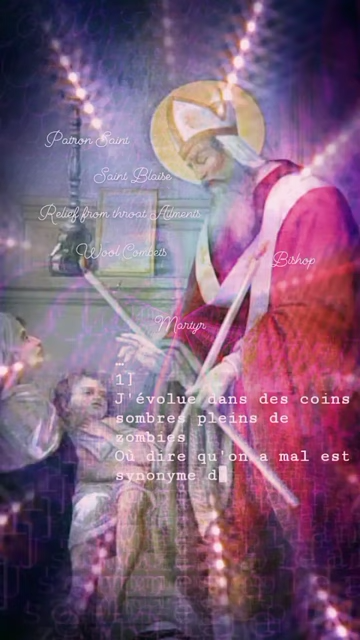 Patron Saint
Saint Blaise
Relief from throat Ailments
Wool Combers
Bishop
Martyr
…
1]
J'évolue dans des coins
sombres pleins de
zombies
Où dire qu'on a mal est
synonyme d